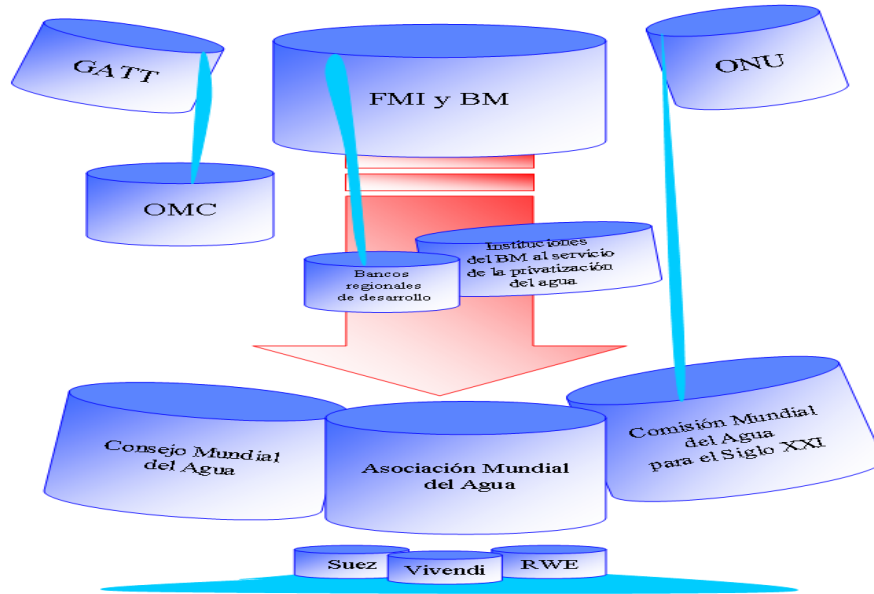 GATT
FMI y BM
ONU
OMC
Instituciones
del BM al servicio
de la privatización
del agua
Bancos
regionales
de desarrollo
Consejo Mundial
del Agua
Asociación Mundial
del Agua
Comisión Mundial
del Agua
para el Siglo XXI
Suez
Vivendi
RWE